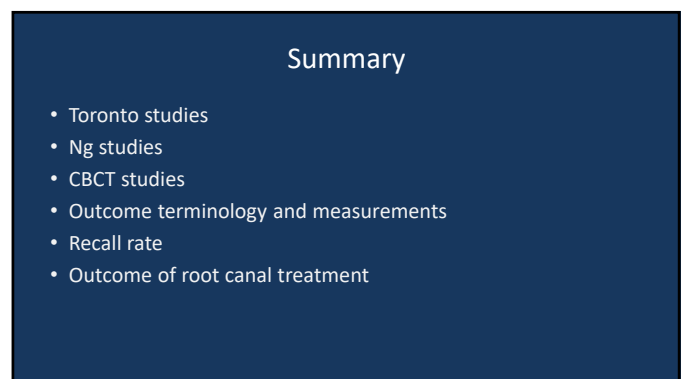 Summary
• Toronto studies
• Ng studies
• CBCT studies
• Outcome terminology and measurements
• Recall rate
• Outcome of root canal treatment